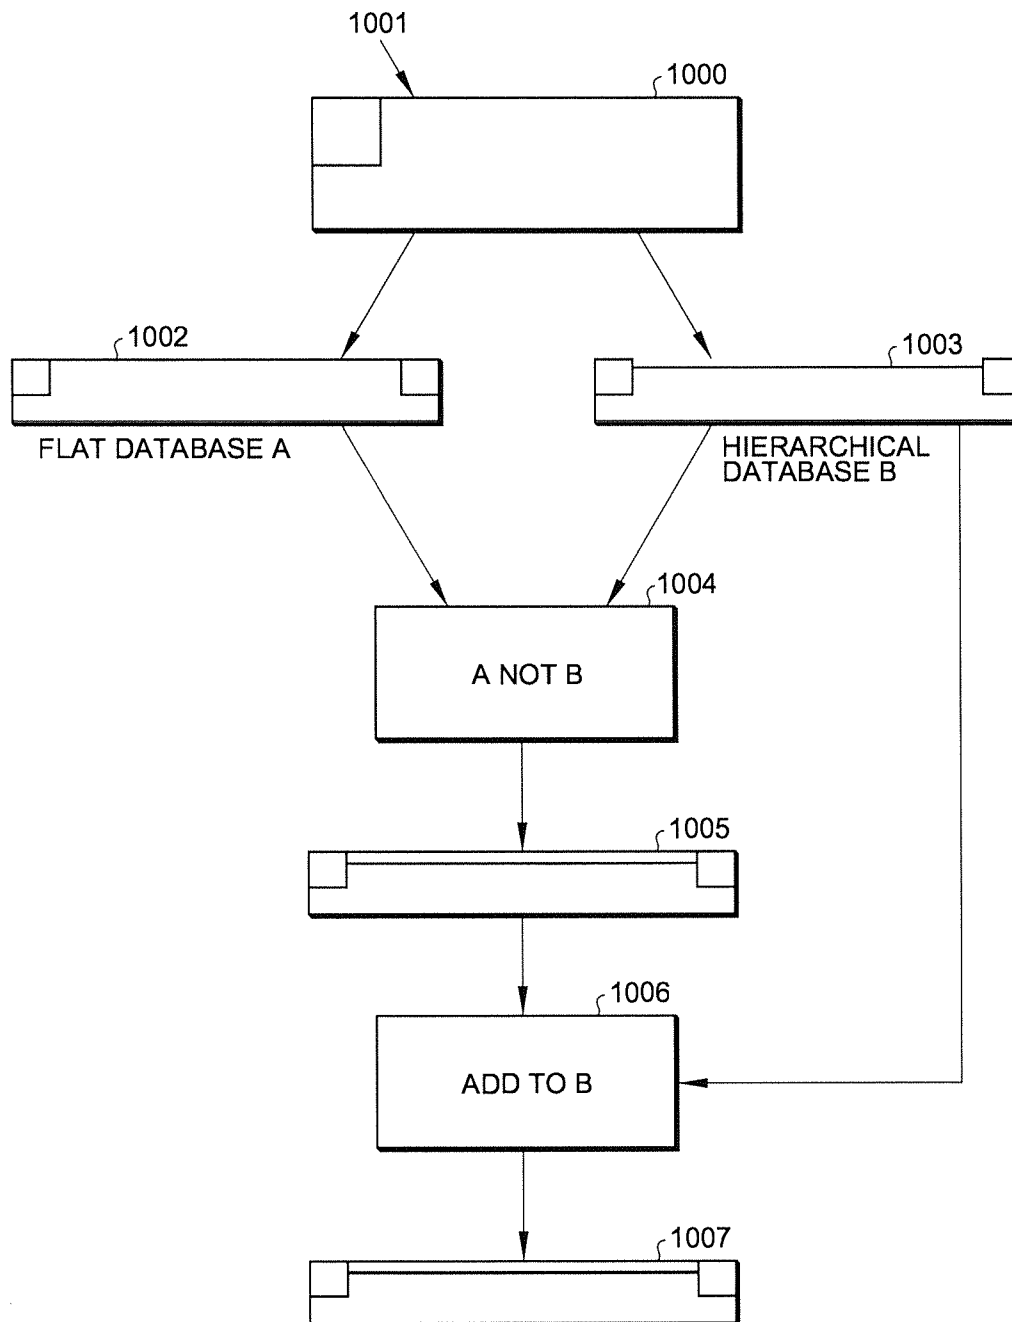 1001
1000
1002
1003
FLAT DATABASE A
HIERARCHICAL
DATABASE B
1004
A NOT B
1005
1006
ADD TO B
1007